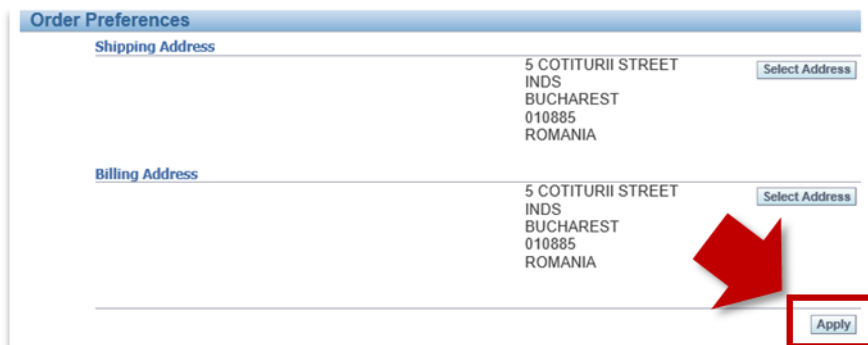 Order Preferences
Shipping Address
5 COTITURII STREET
Select Address
INDS
BUCHAREST
010885
ROMANIA
Billing Address
5 COTITURII STREET
Select Address
INDS
BUCHAREST
010885
ROMANIA
Apply